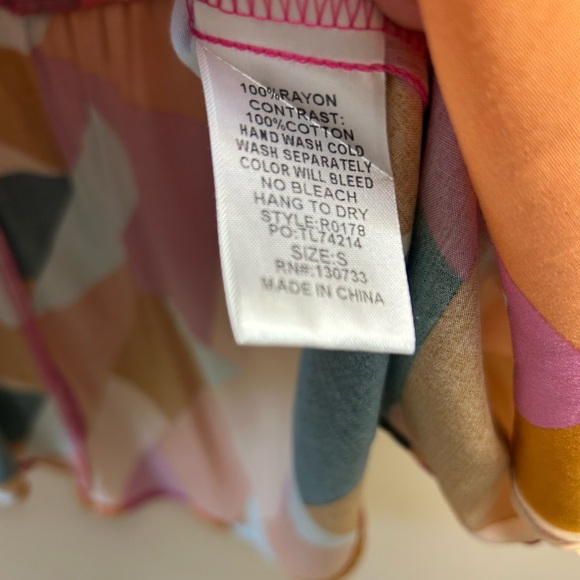 100%RAYON
CONTRAST:
100%COTTON
HAND WASH COLD
WASH SEPARATELY
COLOR WILL BLEED
NO BLEACH
HANG TO DRY
STYLE:R0178
PO:TL74214
SIZE:S
RN#:130733
MADE IN CHINA